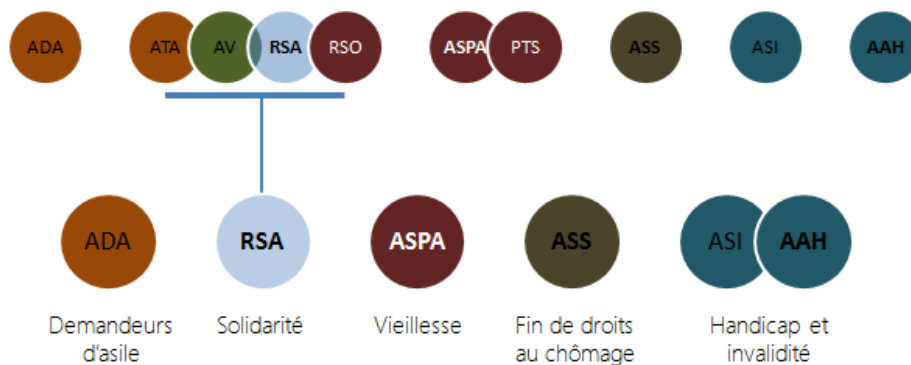 ADA ATA AV RSA RSO ASPA PTS ASS ASI AAH
ADA RSA ASPA ASS ASI AAH
Demandeurs d'asile
Solidarité
Vieillesse
Fin de droits
au chômage
Handicap et
invalidité